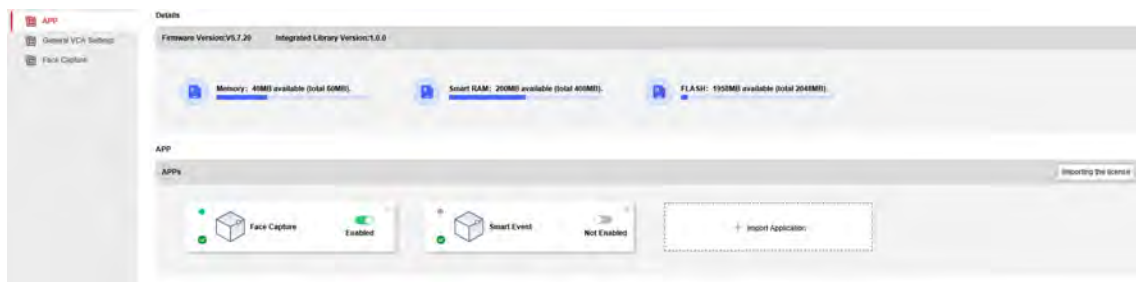 APP
General VCA Settings
Face Capture
Details
Firmware Version:V5.7.20 Integrated Library Version:1.0.0
Memory: 40MB available (total 60MB).
Smart RAM: 200MB available (total 400MB).
FLASH: 1958MB available (total 2048MB).
APP
APPs
Importing the license
Face Capture
Enabled
Smart Event
Not Enabled
+ Import Application